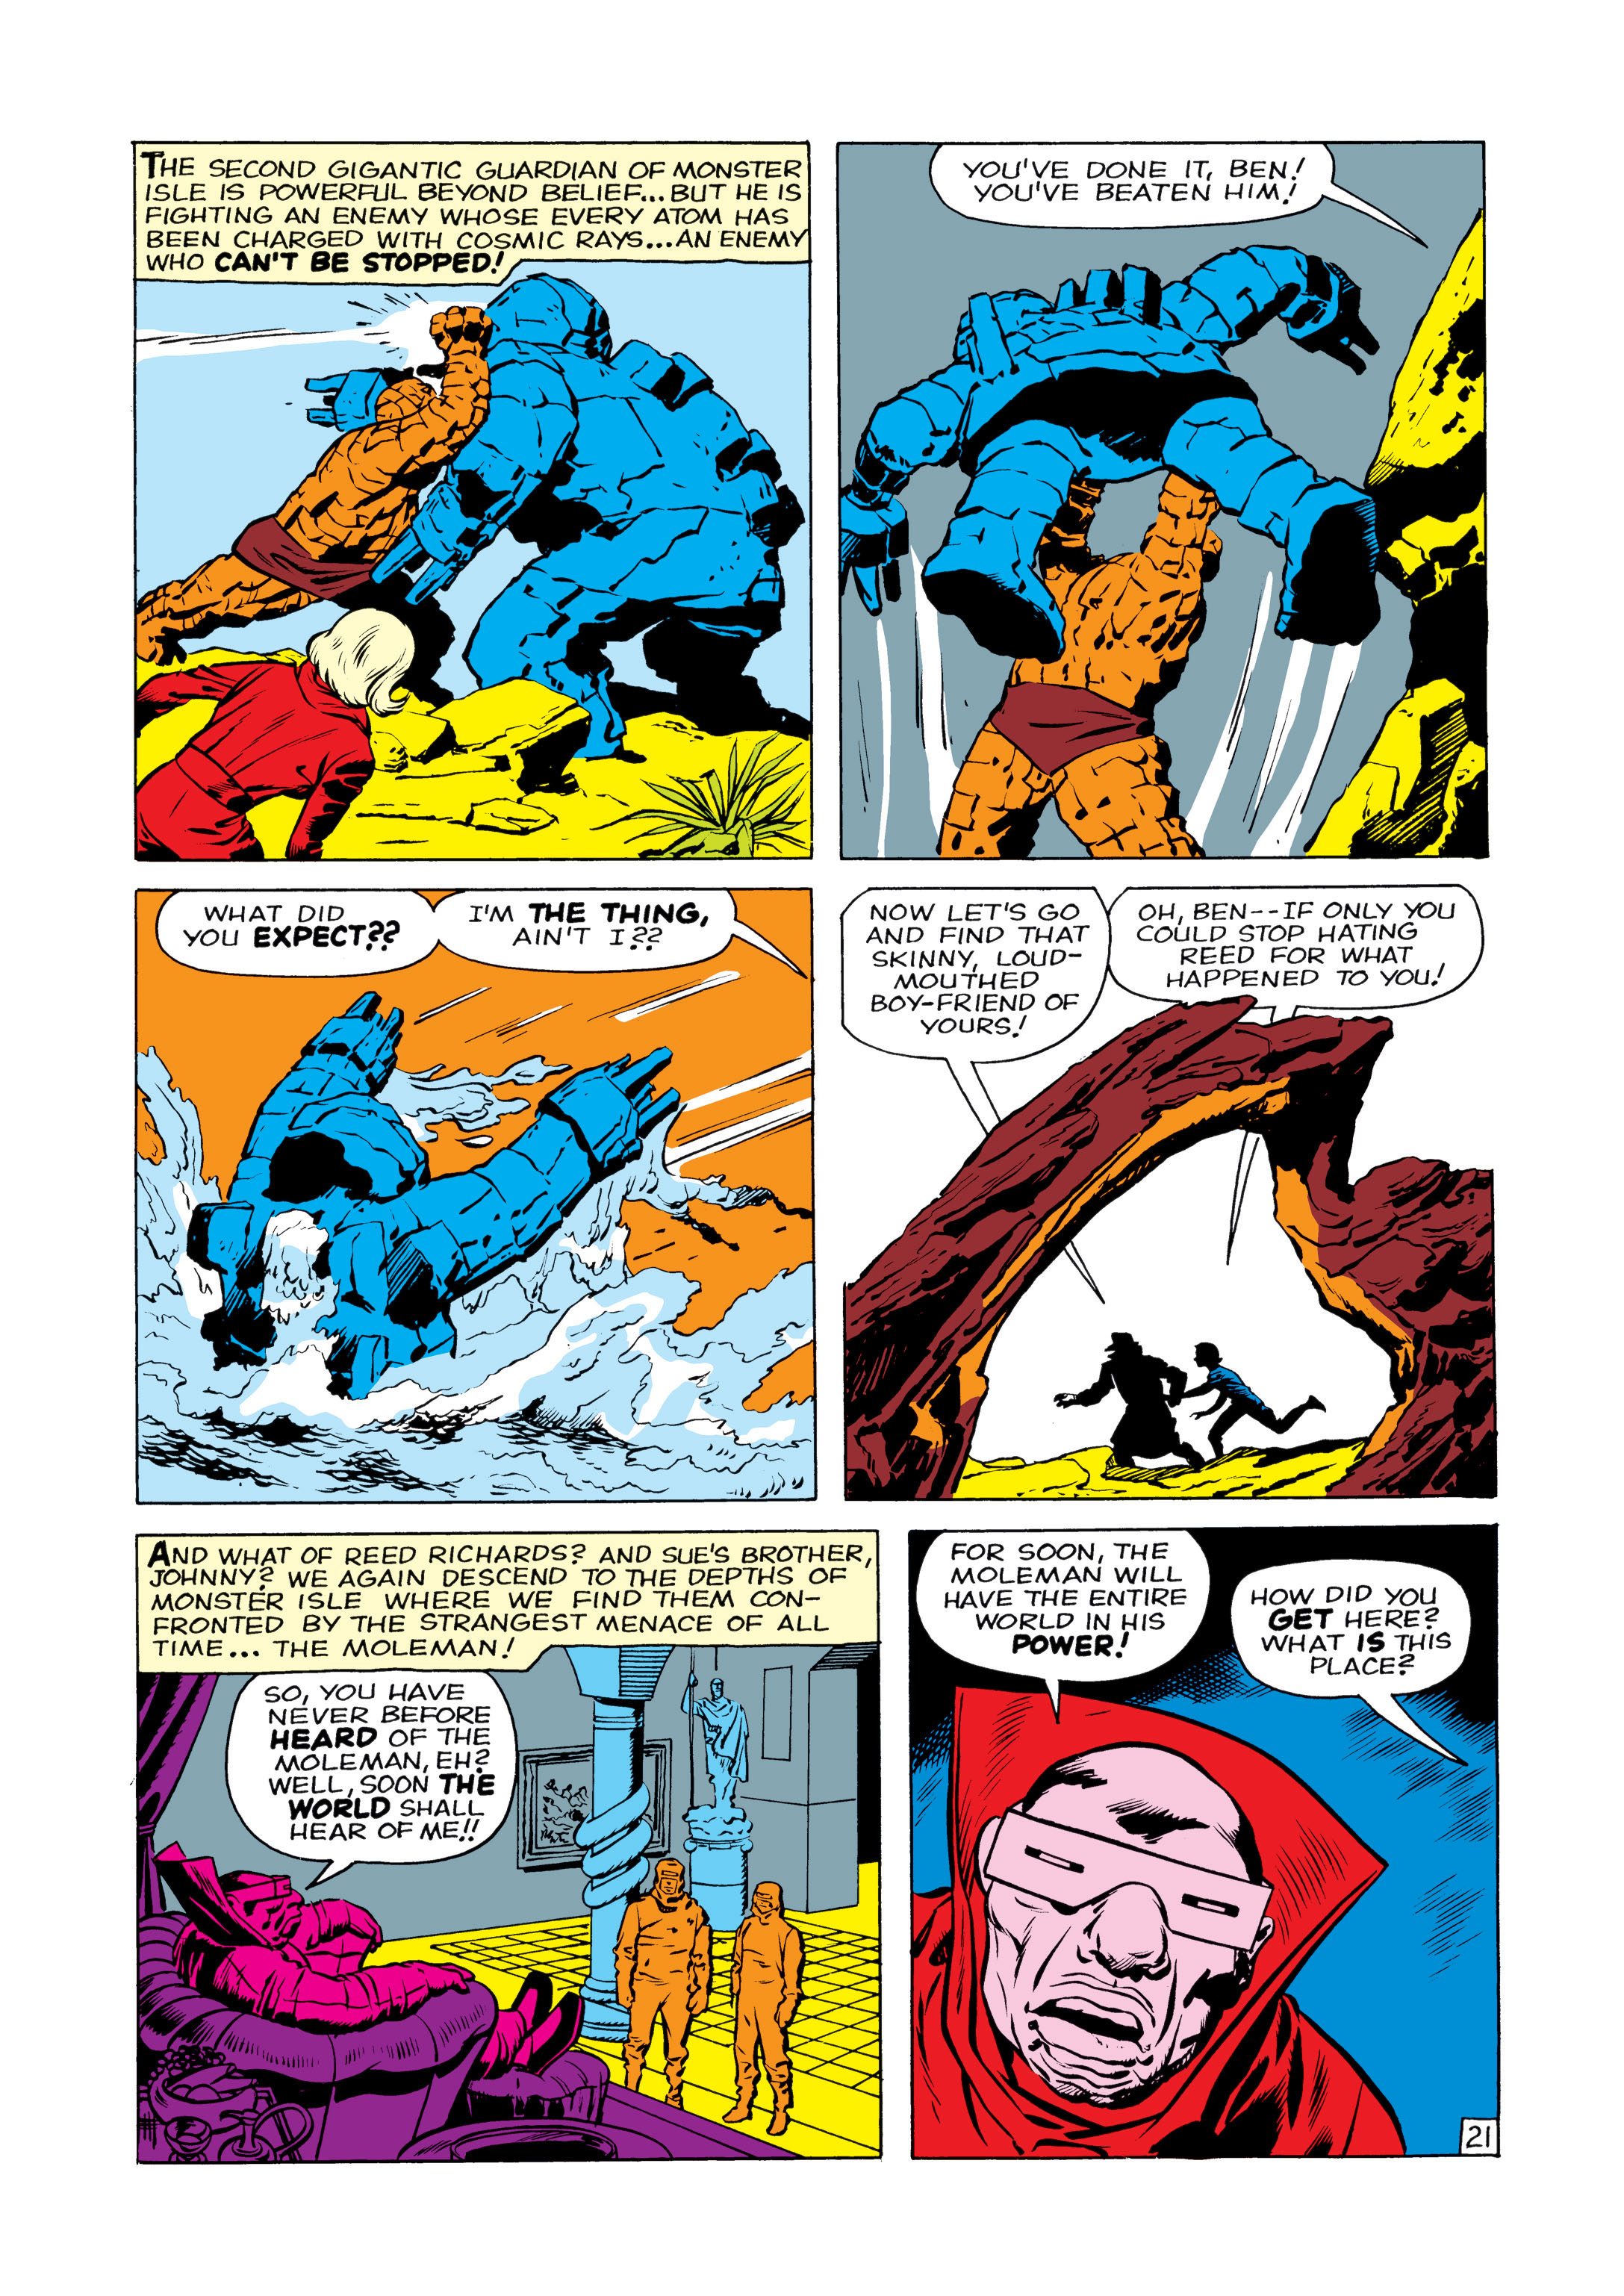 THE SECOND GIGANTIC GUARDIAN OF MONSTER
ISLE IS POWERFUL BEYOND BELIEF...BUT HE IS
FIGHTING AN ENEMY WHOSE EVERY ATOM HAS
BEEN CHARGED WITH COSMIC RAYS...AN ENEMY
WHO CAN'T BE STOPPED!
YOU'VE DONE IT, BEN!
YOU'VE BEATEN HIM!
WHAT DID
YOU EXPECT??
I'M THE THING,
AIN'T I??
NOW LET'S GO
AND FIND THAT
SKINNY, LOUD-
MOUTHED
BOY-FRIEND OF
YOURS!
OH, BEN--IF ONLY YOU
COULD STOP HATING
REED FOR WHAT
HAPPENED TO YOU!
AND WHAT OF REED RICHARDS? AND SUE'S BROTHER,
JOHNNY? WE AGAIN DESCEND TO THE DEPTHS OF
MONSTER ISLE WHERE WE FIND THEM CON-
FRONTED BY THE STRANGEST MENACE OF ALL
TIME... THE MOLEMAN!
SO, YOU HAVE
NEVER BEFORE
HEARD OF THE
MOLEMAN, EH?
WELL, SOON THE
WORLD SHALL
HEAR OF ME!!
FOR SOON, THE
MOLEMAN WILL
HAVE THE ENTIRE
WORLD IN HIS
POWER!
HOW DID YOU
GET HERE?
WHAT IS THIS
PLACE?
21